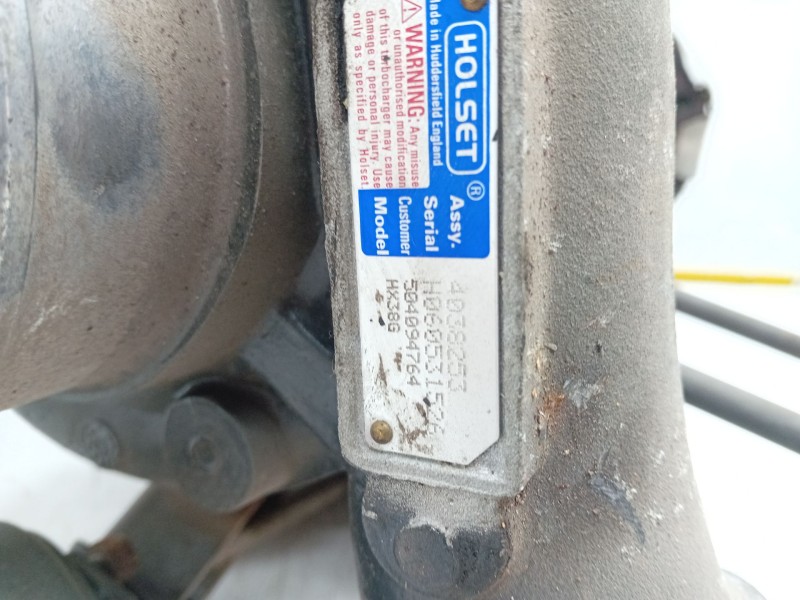 HOLSET®
Made in Huddersfield England
WARNING: Any misuse
or unauthorised modification
of this turbocharger may cause
damage or personal injury. Use
only as specified by Holset.
Assy. 4038253
Serial H060531526
Customer 504094764
Model HX38G